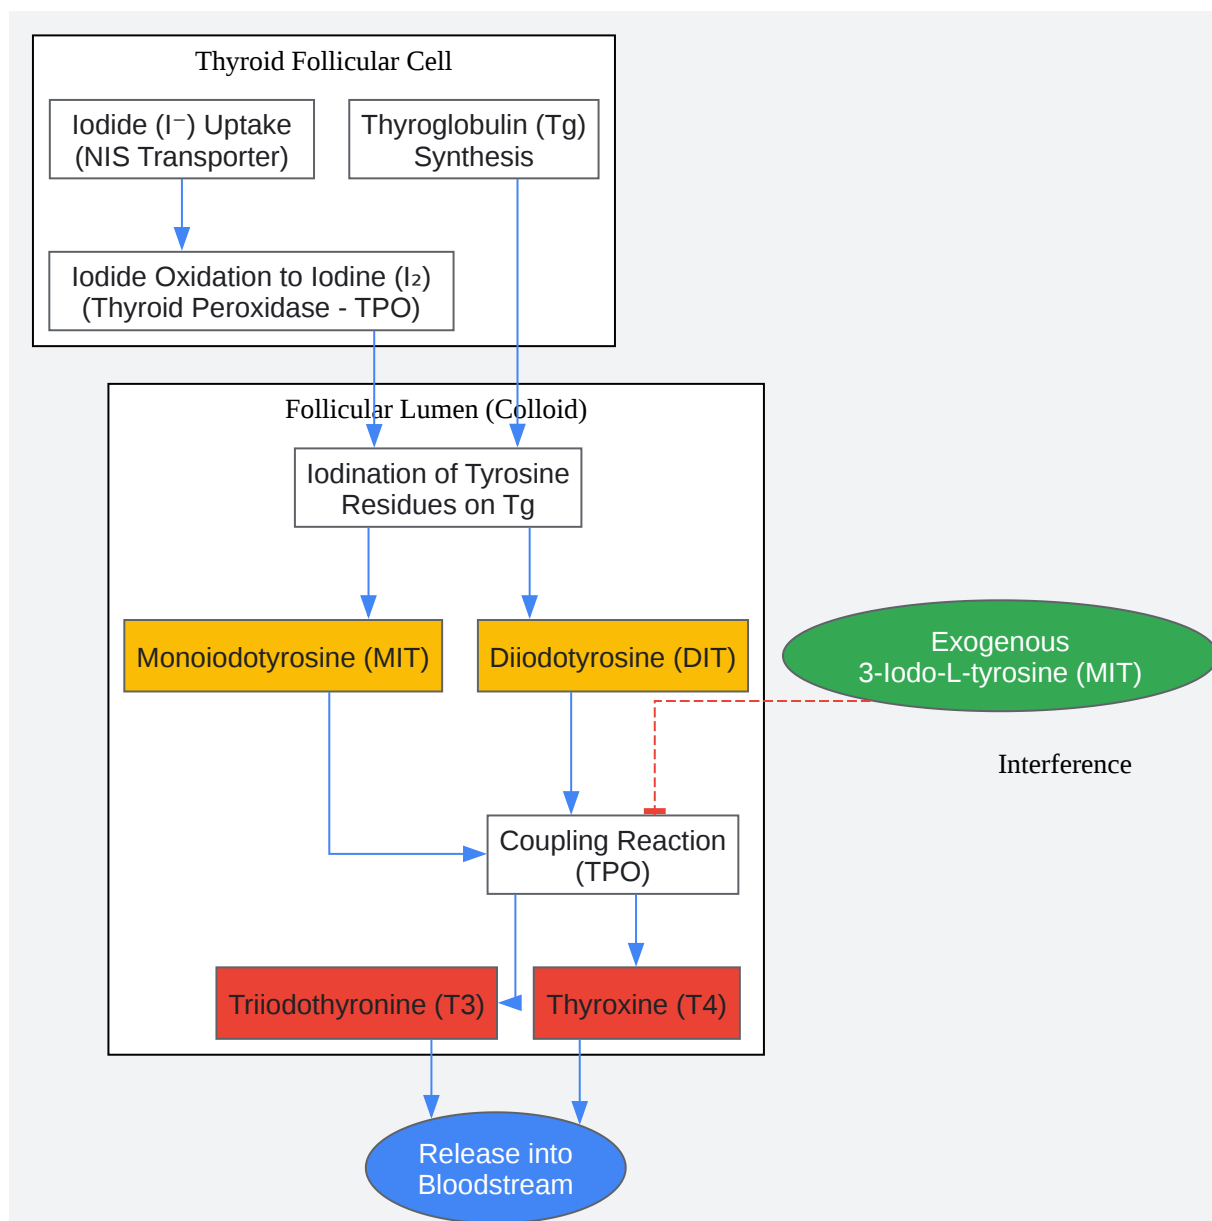 Thyroid Follicular Cell
Iodide (I⁻) Uptake
(NIS Transporter)
Thyroglobulin (Tg)
Synthesis
Iodide Oxidation to Iodine (I₂)
(Thyroid Peroxidase - TPO)
Follicular Lumen (Colloid)
Iodination of Tyrosine
Residues on Tg
Monoiodotyrosine (MIT)
Diiodotyrosine (DIT)
Exogenous
3-Iodo-L-tyrosine (MIT)
Interference
Coupling Reaction
(TPO)
Triiodothyronine (T3)
Thyroxine (T4)
Release into
Bloodstream